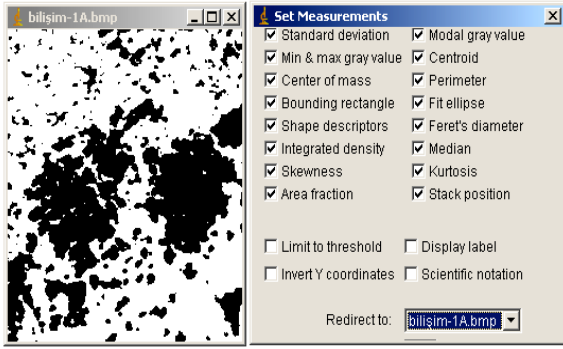 bilişim-1A.bmp
Set Measurements
Standard deviation Modal gray value
Min & max gray value Centroid
Center of mass Perimeter
Bounding rectangle Fit ellipse
Shape descriptors Feret's diameter
Integrated density Median
Skewness Kurtosis
Area fraction Stack position
Limit to threshold Display label
Invert Y coordinates Scientific notation
Redirect to: bilişim-1A.bmp